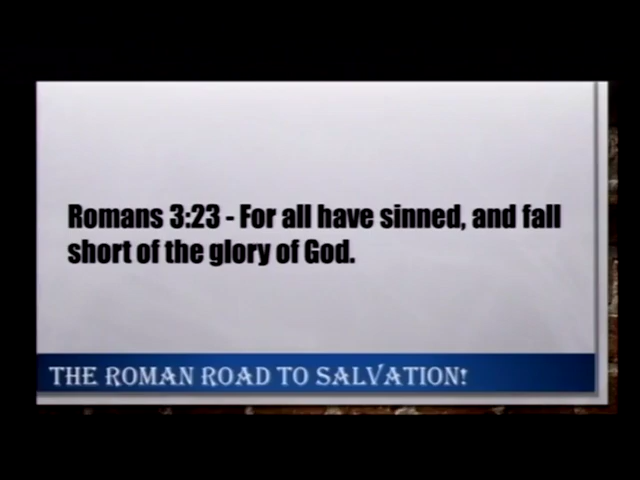 Romans 3:23 - For all have sinned, and fall
short of the glory of God.
THE ROMAN ROAD TO SALVATION!